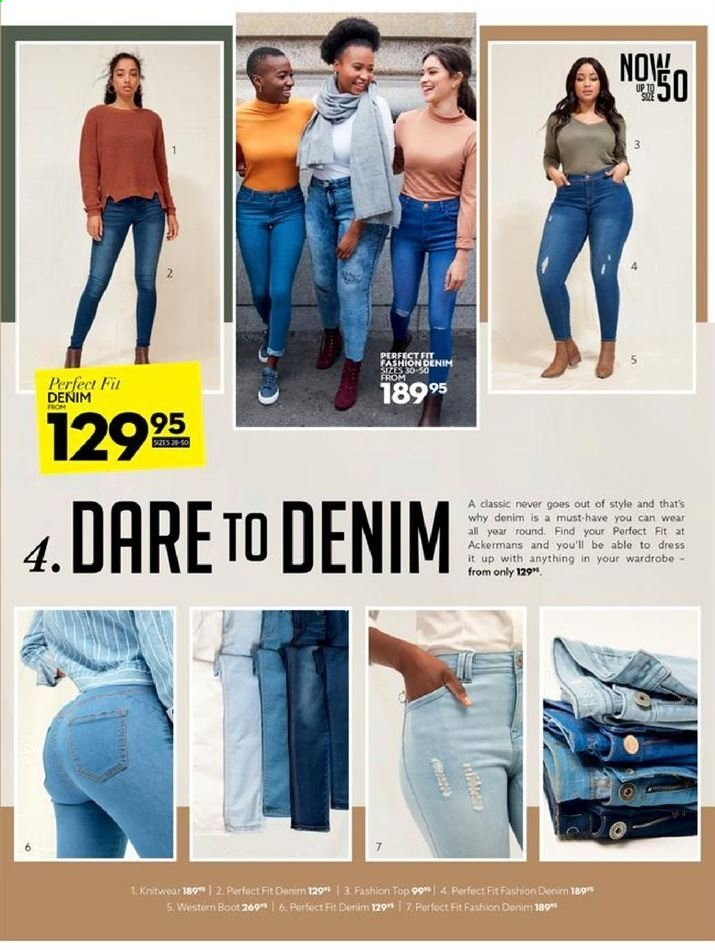 1
2
NOW
UP TO
SIZE 50
3
4
5
PERFECT FIT
FASHION DENIM
SIZES 30-50
FROM
189⁹⁵
Perfect Fit
DENIM
FROM
129⁹⁵
SIZES 28-50
4. DARE TO DENIM
A classic never goes out of style and that's
why denim is a must-have you can wear
all year round. Find your Perfect Fit at
Ackermans and you'll be able to dress
it up with anything in your wardrobe –
from only 129⁹⁵.
6
7
1. Knitwear 189⁹⁵ | 2. Perfect Fit Denim 129⁹⁵ | 3. Fashion Top 99⁹⁵ | 4. Perfect Fit Fashion Denim 189⁹⁵
5. Western Boot 269⁹⁵ | 6. Perfect Fit Denim 129⁹⁵ | 7. Perfect Fit Fashion Denim 189⁹⁵